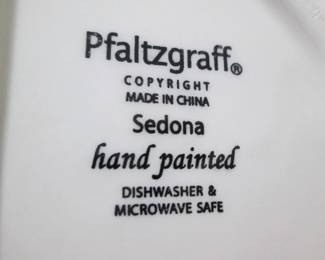 Pfaltzgraff®
COPYRIGHT
MADE IN CHINA
Sedona
hand painted
DISHWASHER &
MICROWAVE SAFE